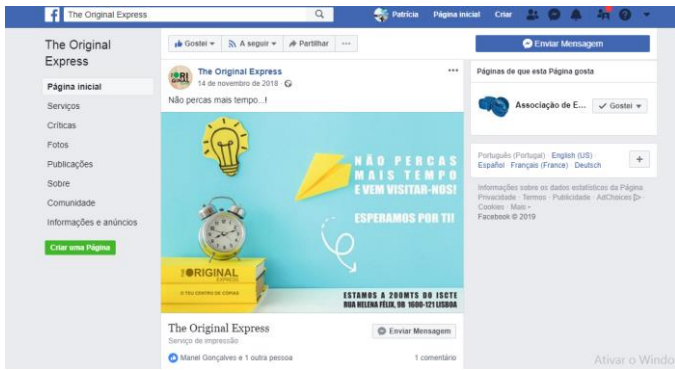 The Original Express
Patrícia Página inicial Criar
The Original
Express
Página inicial
Serviços
Críticas
Fotos
Publicações
Sobre
Comunidade
Informações e anúncios
Criar uma Página
Gostei A seguir Partilhar
The Original Express
14 de novembro de 2018
Não percas mais tempo...!
NÃO PERCAS
MAIS TEMPO
E VEM VISITAR-NOS!
ESPERAMOS POR TI!
ORIGINAL
EXPRESS
O TEU CENTRO DE CÓPIAS
ESTAMOS A 200MTS DO ISCTE
RUA HELENA FÉLIX, 9B 1600-121 LISBOA
The Original Express
Serviço de impressão
Enviar Mensagem
Manel Gonçalves e 1 outra pessoa
1 comentário
Enviar Mensagem
Páginas de que esta Página gosta
Associação de E... Gostei
Português (Portugal) · English (US) ·
Español · Français (France) · Deutsch
Informações sobre os dados estatísticos da Página
Privacidade · Termos · Publicidade · AdChoices
Cookies · Mais
Facebook © 2019
Ativar o Windo